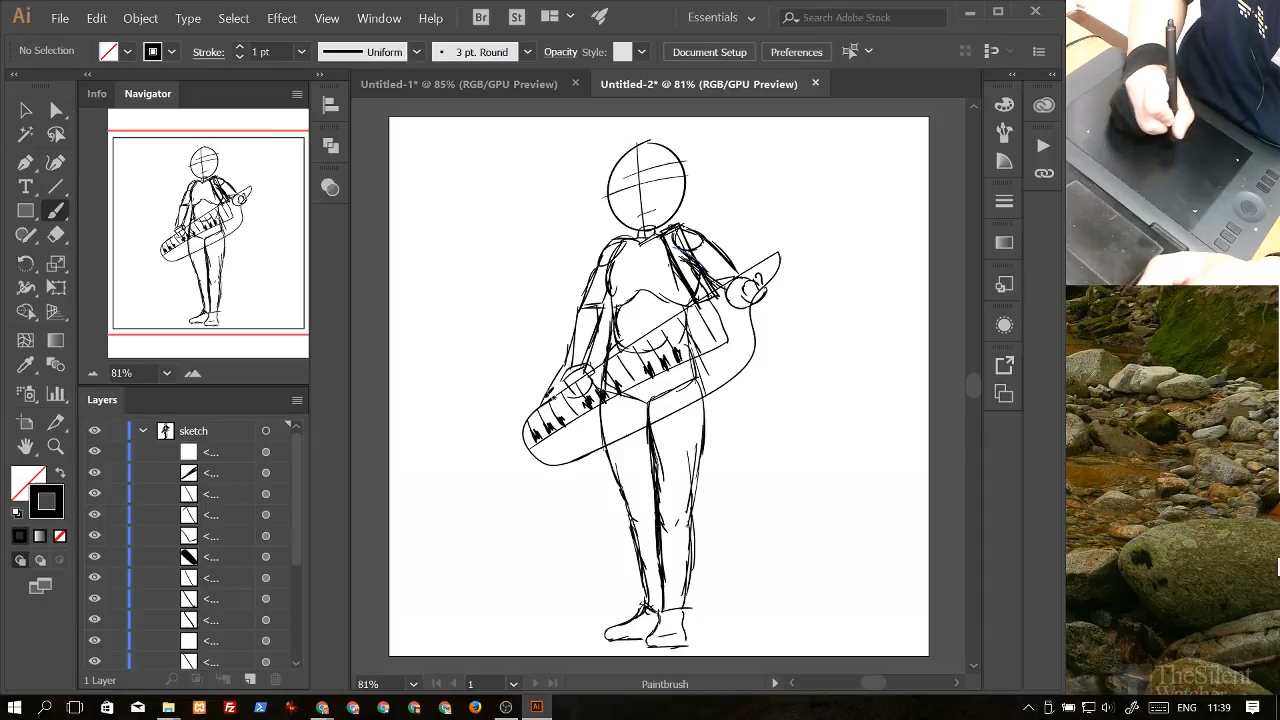 Ai File Edit Object Type Select Effect View Window Help Br St Essentials Search Adobe Stock
No Selection Stroke: 1 pt Uniform 3 pt. Round Opacity Style: Document Setup Preferences
Info Navigator
Untitled-1* @ 85% (RGB/GPU Preview) Untitled-2* @ 81% (RGB/GPU Preview)
81%
Layers
sketch
<...
<...
<...
<...
<...
<...
<...
<...
<...
<...
<...
1 Layer
81% 1 Paintbrush
TheSilent
Watcher
ENG 11:39